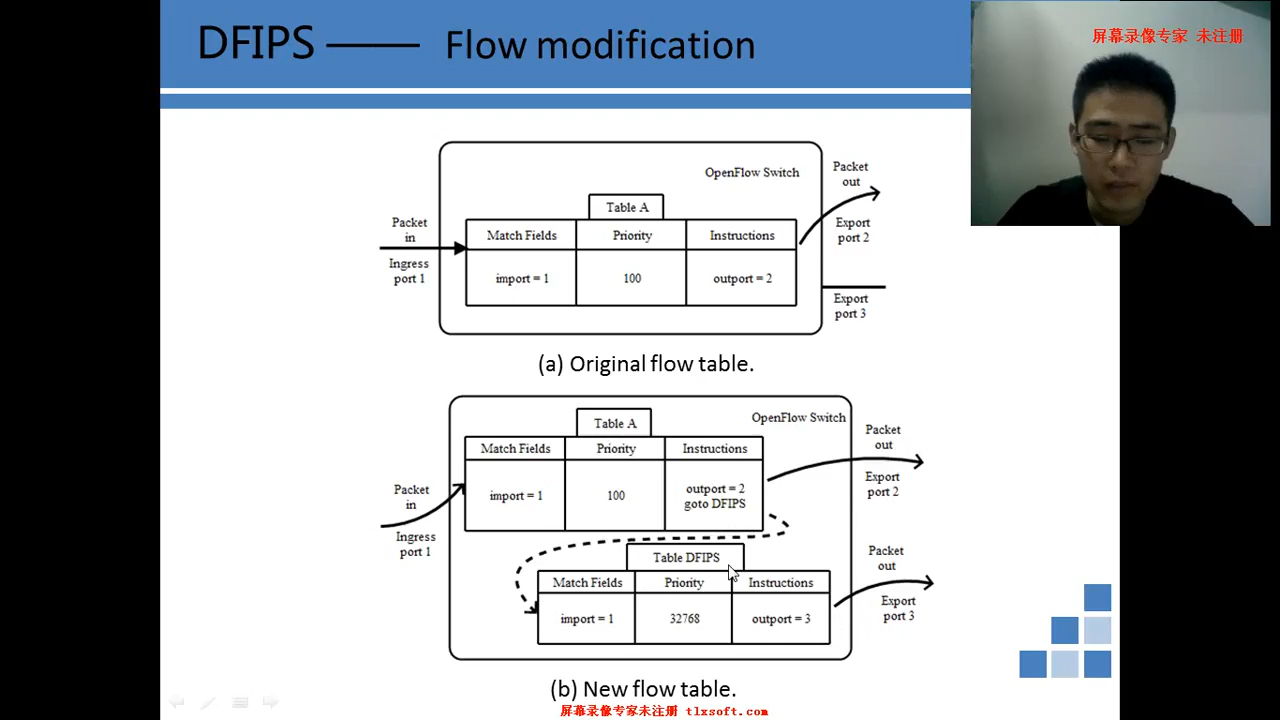 DFIPS —— Flow modification
屏幕录像专家 未注册
OpenFlow Switch
Table A
Packet
in
Ingress
port 1
Match Fields
Priority
Instructions
import = 1
100
outport = 2
Packet
out
Export
port 2
Export
port 3
(a) Original flow table.
OpenFlow Switch
Table A
Packet
in
Ingress
port 1
Match Fields
Priority
Instructions
import = 1
100
outport = 2
goto DFIPS
Packet
out
Export
port 2
Table DFIPS
Match Fields
Priority
Instructions
import = 1
32768
outport = 3
Packet
out
Export
port 3
(b) New flow table.
屏幕录像专家未注册 tlxsoft.com